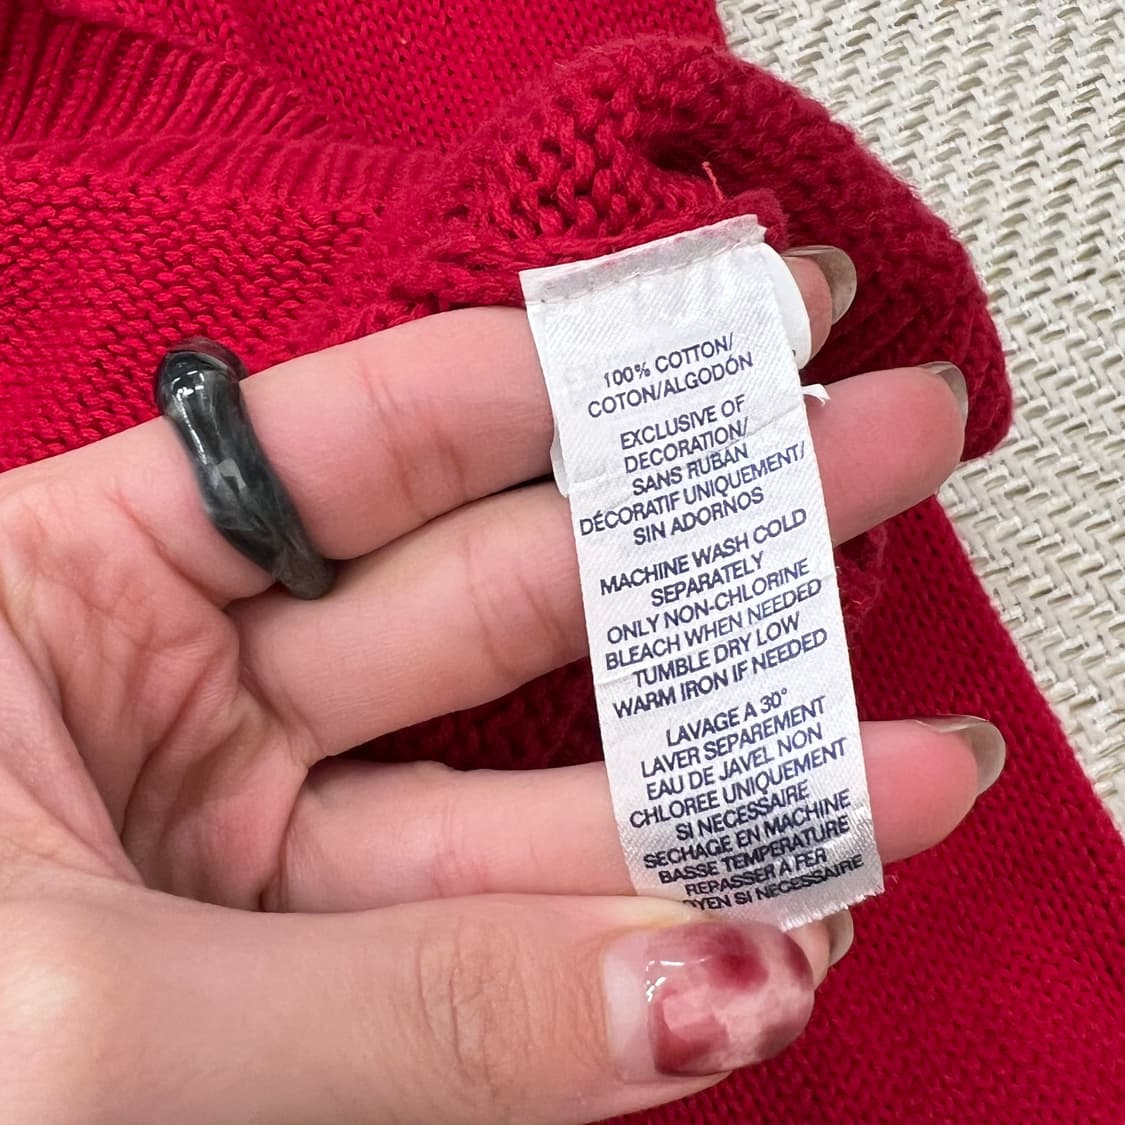 100% COTTON/
COTON/ALGODÓN
EXCLUSIVE OF
DECORATION/
SANS RUBAN
DÉCORATIF UNIQUEMENT/
SIN ADORNOS
MACHINE WASH COLD
SEPARATELY
ONLY NON-CHLORINE
BLEACH WHEN NEEDED
TUMBLE DRY LOW
WARM IRON IF NEEDED
LAVAGE A 30°
LAVER SEPAREMENT
EAU DE JAVEL NON
CHLOREE UNIQUEMENT
SI NECESSAIRE
SECHAGE EN MACHINE
BASSE TEMPERATURE
REPASSER A FER
SI NECESSAIRE